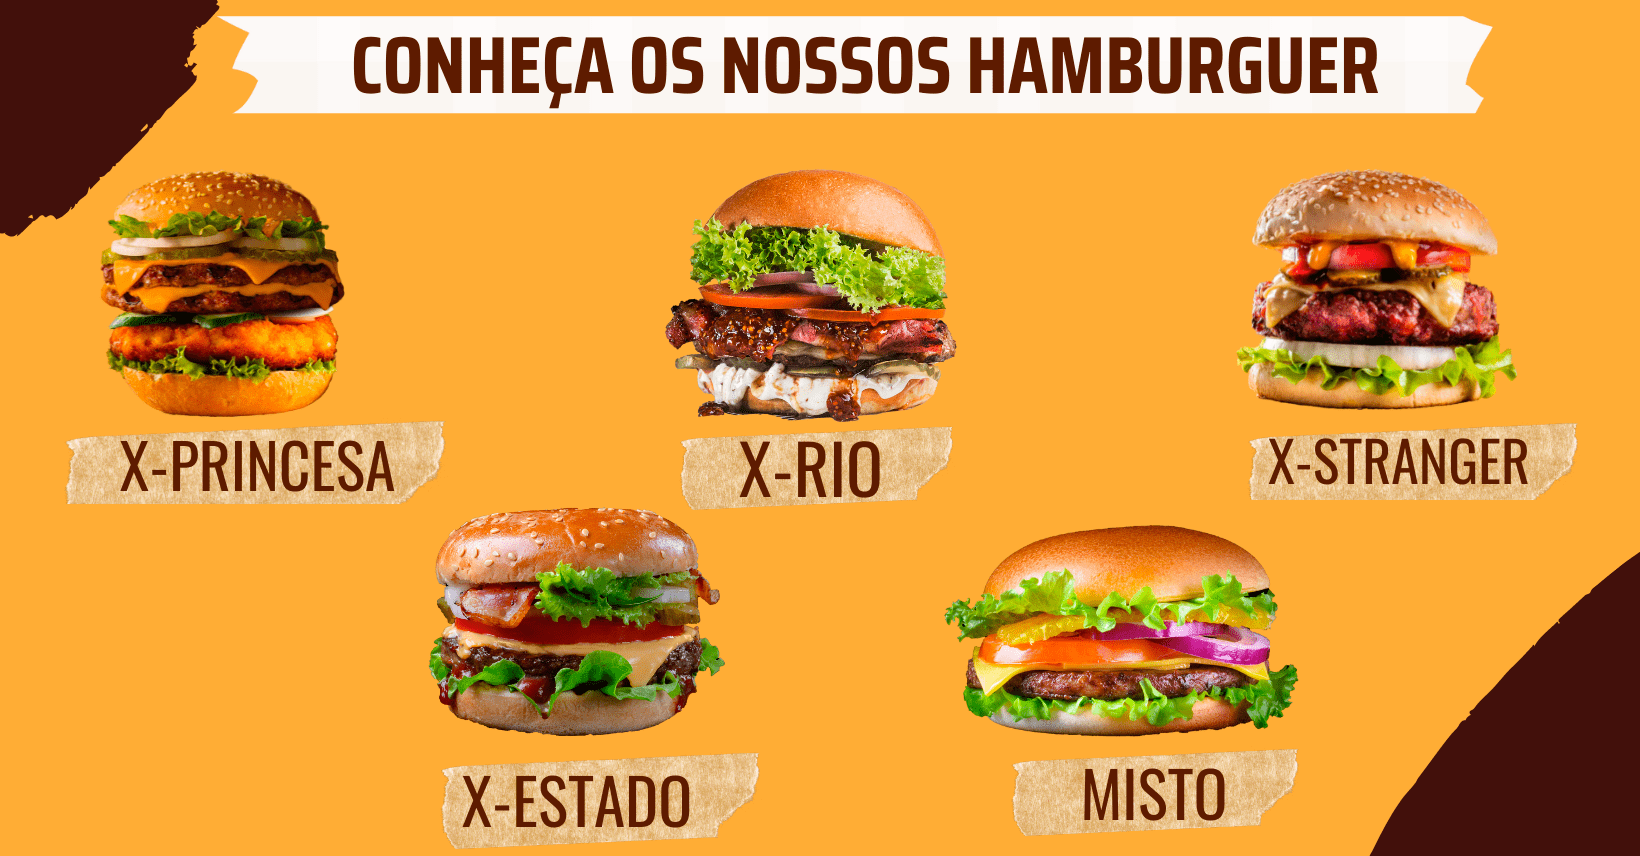 CONHEÇA OS NOSSOS HAMBURGUER
X-PRINCESA
X-RIO
X-STRANGER
X-ESTADO
MISTO